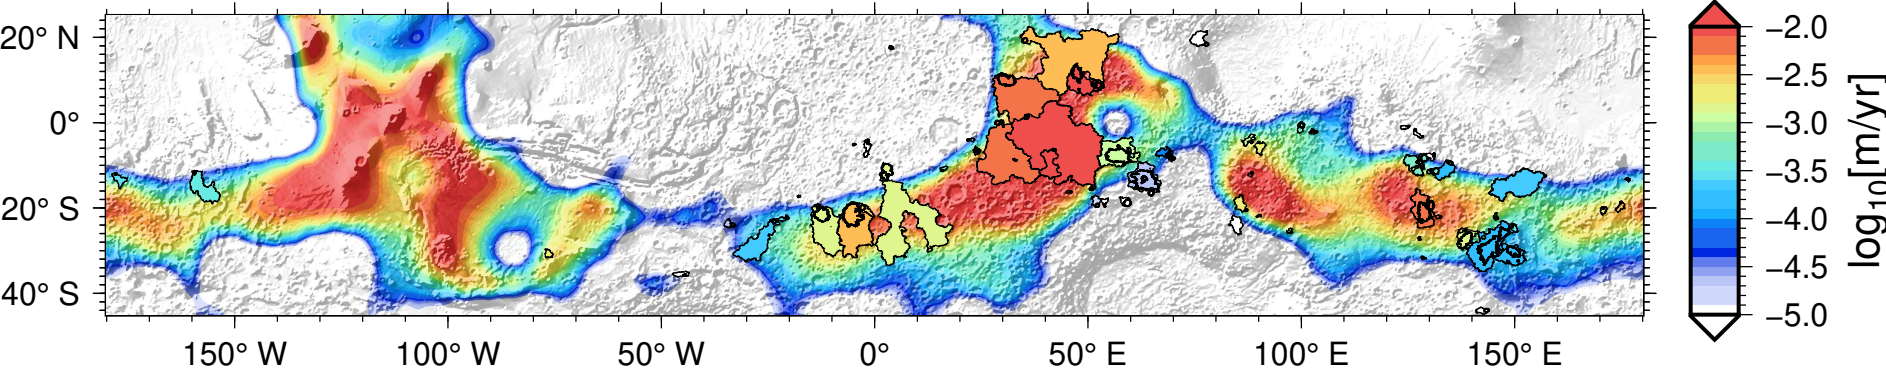 20° N
0°
20° S
40° S
150° W
100° W
50° W
0°
50° E
100° E
150° E
−2.0
−2.5
−3.0
−3.5
−4.0
−4.5
−5.0
log10[m/yr]